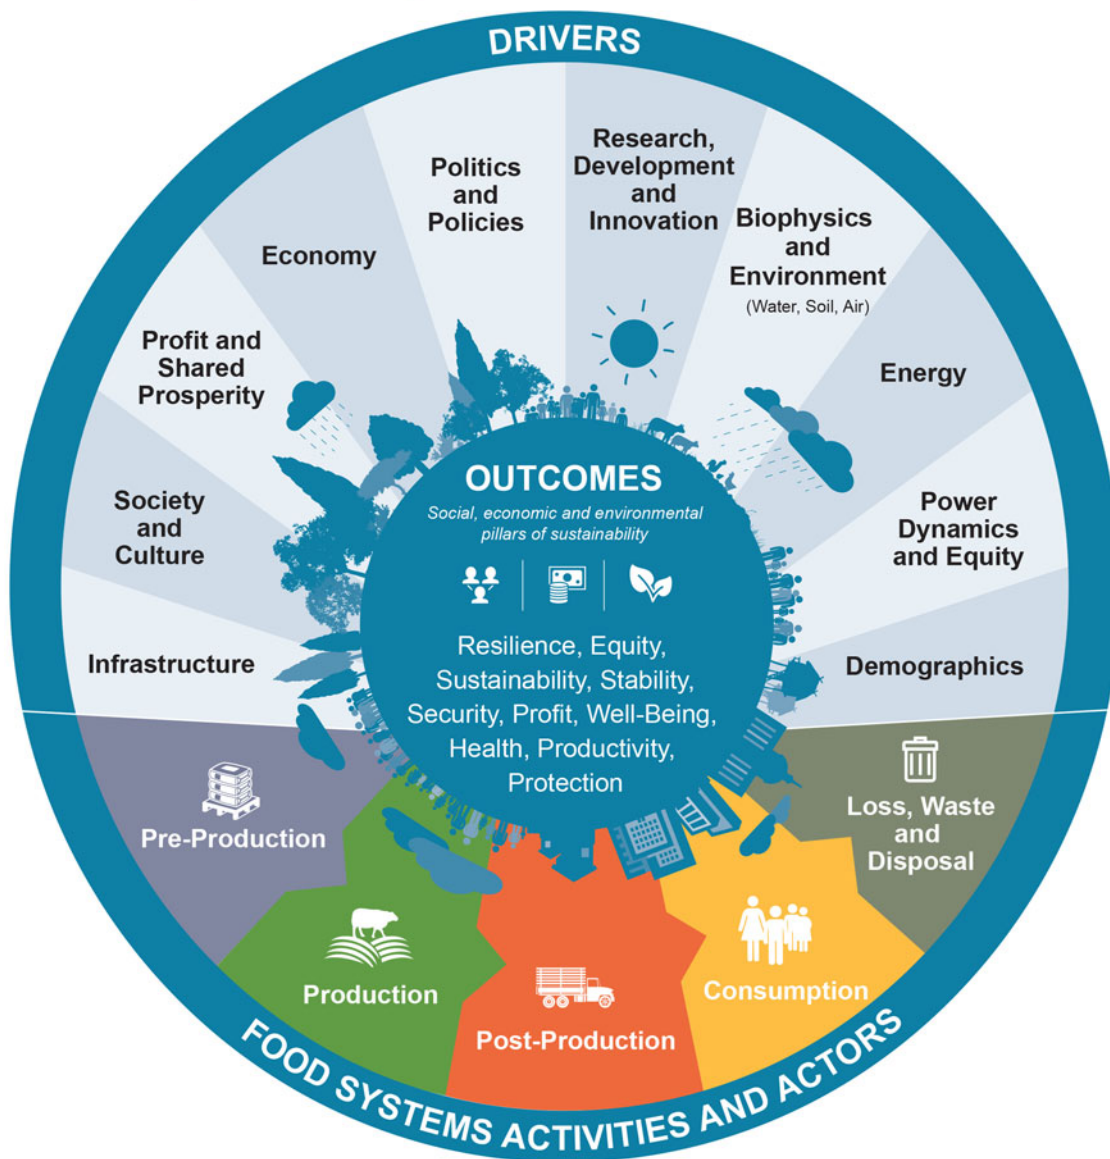 DRIVERS
Politics
and
Policies
Research,
Development
and
Innovation
Economy
Biophysics
and
Environment
(Water, Soil, Air)
Profit and
Shared
Prosperity
Energy
Society
and
Culture
Power
Dynamics
and Equity
Infrastructure
Demographics
OUTCOMES
Social, economic and environmental
pillars of sustainability
Resilience, Equity,
Sustainability, Stability,
Security, Profit, Well-Being,
Health, Productivity,
Protection
Pre-Production
Production
Post-Production
Consumption
Loss, Waste
and
Disposal
FOOD SYSTEMS ACTIVITIES AND ACTORS